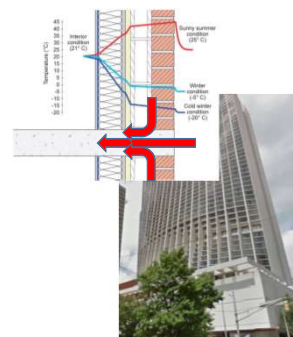 Temperature (°C)
45
40
35
30
25
20
15
10
5
0
-5
-10
-15
-20
Interior
condition
(21° C)
Sunny summer
condition
(35° C)
Winter
condition
(-5° C)
Cold winter
condition
(-20° C)